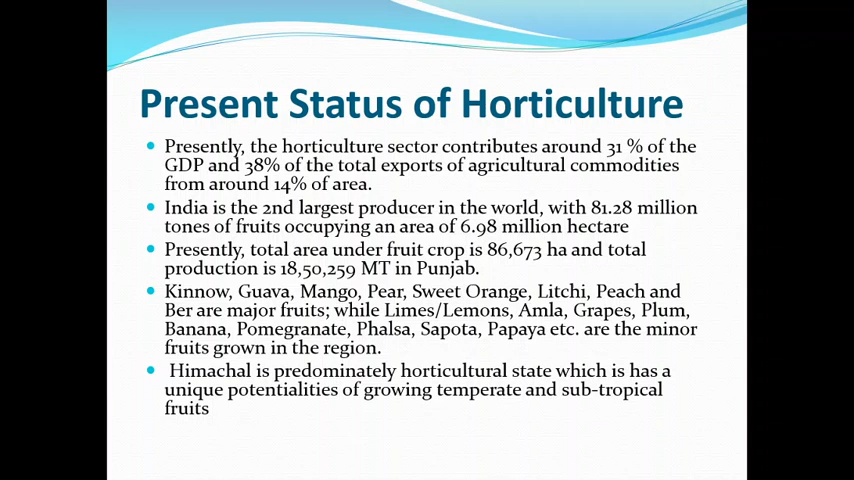 Present Status of Horticulture
Presently, the horticulture sector contributes around 31 % of the
GDP and 38% of the total exports of agricultural commodities
from around 14% of area.
India is the 2nd largest producer in the world, with 81.28 million
tones of fruits occupying an area of 6.98 million hectare
Presently, total area under fruit crop is 86,673 ha and total
production is 18,50,259 MT in Punjab.
Kinnow, Guava, Mango, Pear, Sweet Orange, Litchi, Peach and
Ber are major fruits; while Limes/Lemons, Amla, Grapes, Plum,
Banana, Pomegranate, Phalsa, Sapota, Papaya etc. are the minor
fruits grown in the region.
Himachal is predominately horticultural state which is has a
unique potentialities of growing temperate and sub-tropical
fruits